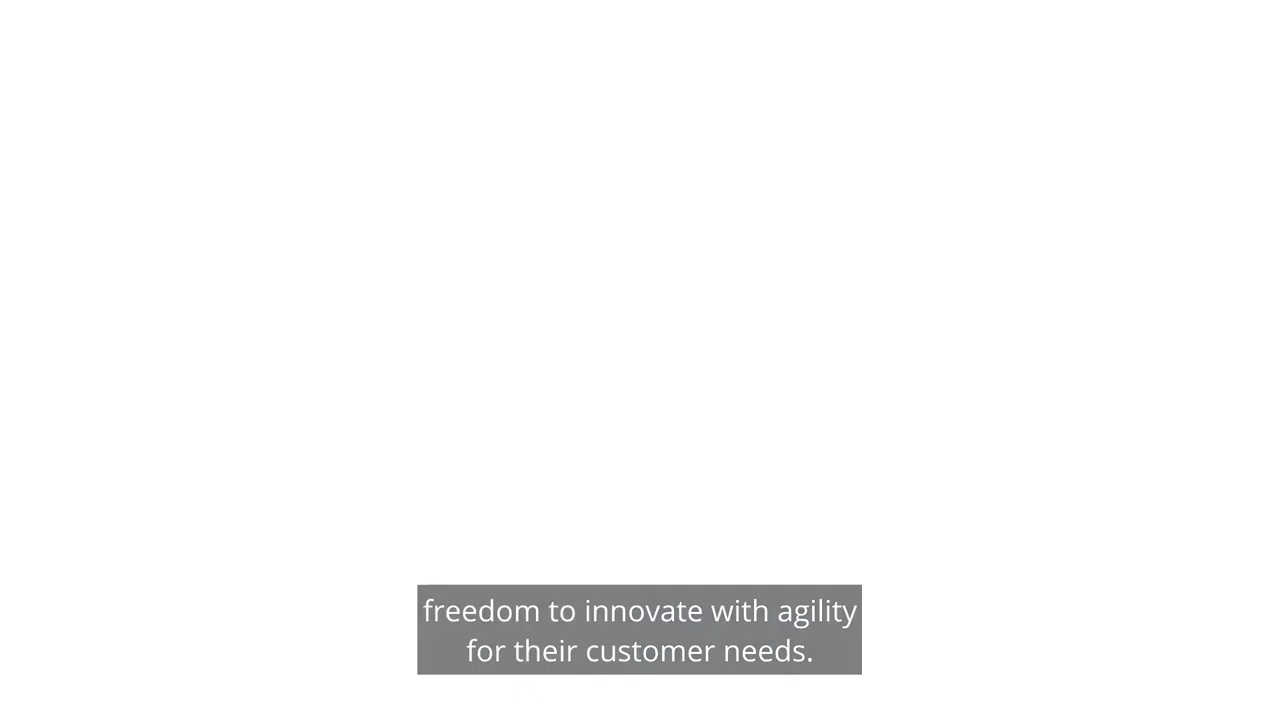 freedom to innovate with agility
for their customer needs.